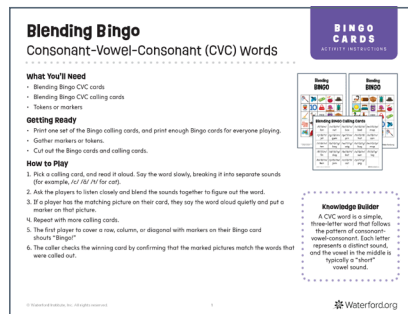 Blending Bingo
Consonant-Vowel-Consonant (CVC) Words
BINGO
CARDS
ACTIVITY INSTRUCTIONS
What You'll Need
• Blending Bingo CVC cards
• Blending Bingo CVC calling cards
• Tokens or markers
Getting Ready
• Print one set of the Bingo calling cards, and print enough Bingo cards for everyone playing.
• Gather markers or tokens.
• Cut out the Bingo cards and calling cards.
How to Play
1. Pick a calling card, and read it aloud. Say the word slowly, breaking it into separate sounds
(for example, /c/ /ă/ /t/ for cat).
2. Ask the players to listen closely and blend the sounds together to figure out the word.
3. If a player has the matching picture on their card, they say the word aloud quietly and put a
marker on that picture.
4. Repeat with more calling cards.
5. The first player to cover a row, column, or diagonal with markers on their Bingo card
shouts "Bingo!"
6. The caller checks the winning card by confirming that the marked pictures match the words that
were called out.
Blending
BINGO
Blending
BINGO
Blending BINGO Calling Cards
Knowledge Builder
A CVC word is a simple,
three-letter word that follows
the pattern of consonant-
vowel-consonant. Each letter
represents a distinct sound,
and the vowel in the middle is
typically a "short"
vowel sound.
Waterford.org